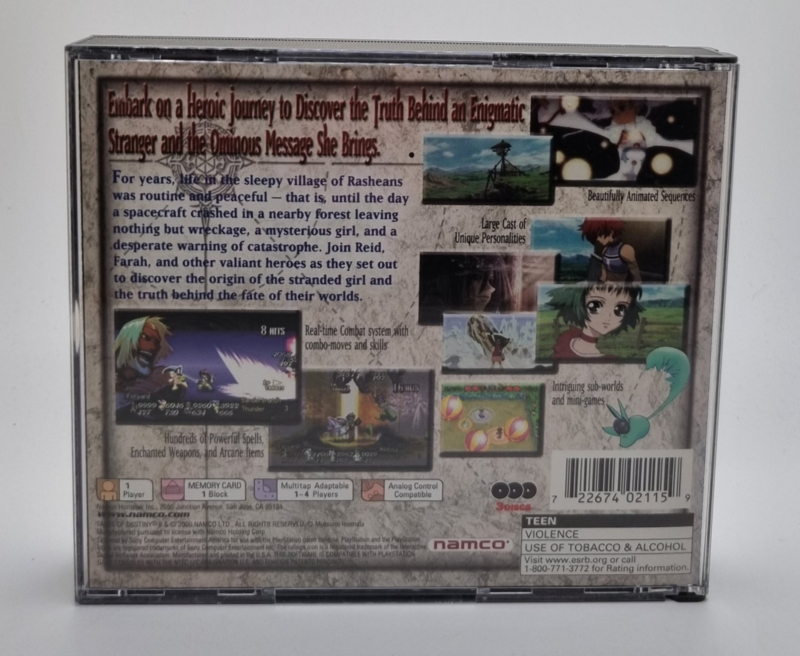 Embark on a Heroic Journey to Discover the Truth Behind an Enigmatic
Stranger and the Ominous Message She Brings.
For years, life in the sleepy village of Rasheans
was routine and peaceful — that is, until the day
a spacecraft crashed in a nearby forest leaving
nothing but wreckage, a mysterious girl, and a
desperate warning of catastrophe. Join Reid,
Farah, and other valiant heroes as they set out
to discover the origin of the stranded girl and
the truth behind the fate of their worlds.
Beautifully Animated Sequences
Large Cast of
Unique Personalities
8 HITS
Real-time Combat system with
combo-moves and skills
Hundreds of Powerful Spells,
Enchanted Weapons, and Arcane Items
Intriguing sub-worlds
and mini-games
1
Player
MEMORY CARD
1 Block
Multitap Adaptable
1-4 Players
Analog Control
Compatible
3 DISCS
7 22674 02115 9
www.namco.com
namco
TEEN
VIOLENCE
USE OF TOBACCO & ALCOHOL
Visit www.esrb.org or call
1-800-771-3772 for Rating information.